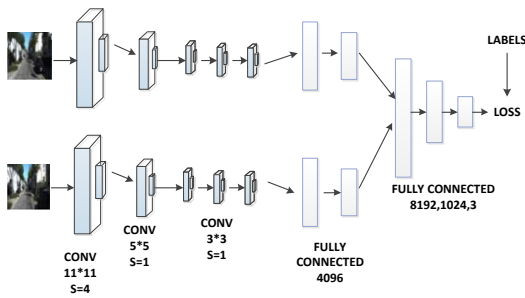 LABELS
LOSS
FULLY CONNECTED
8192,1024,3
CONV
11*11
S=4
CONV
5*5
S=1
CONV
3*3
S=1
FULLY
CONNECTED
4096